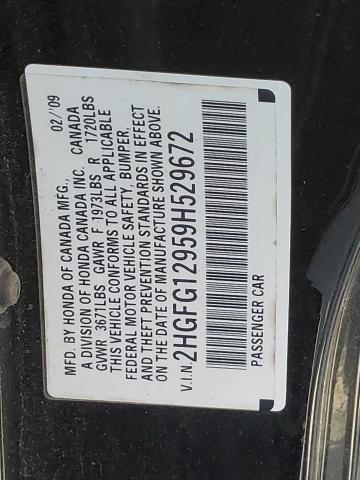 MFD. BY HONDA OF CANADA MFG., 02/'09
A DIVISION OF HONDA CANADA INC. CANADA
GVWR 3671LBS GAWR F 1973LBS R 1720LBS
THIS VEHICLE CONFORMS TO ALL APPLICABLE
FEDERAL MOTOR VEHICLE SAFETY, BUMPER,
AND THEFT PREVENTION STANDARDS IN EFFECT
ON THE DATE OF MANUFACTURE SHOWN ABOVE.
V.I.N. 2HGFG12959H529672
PASSENGER CAR